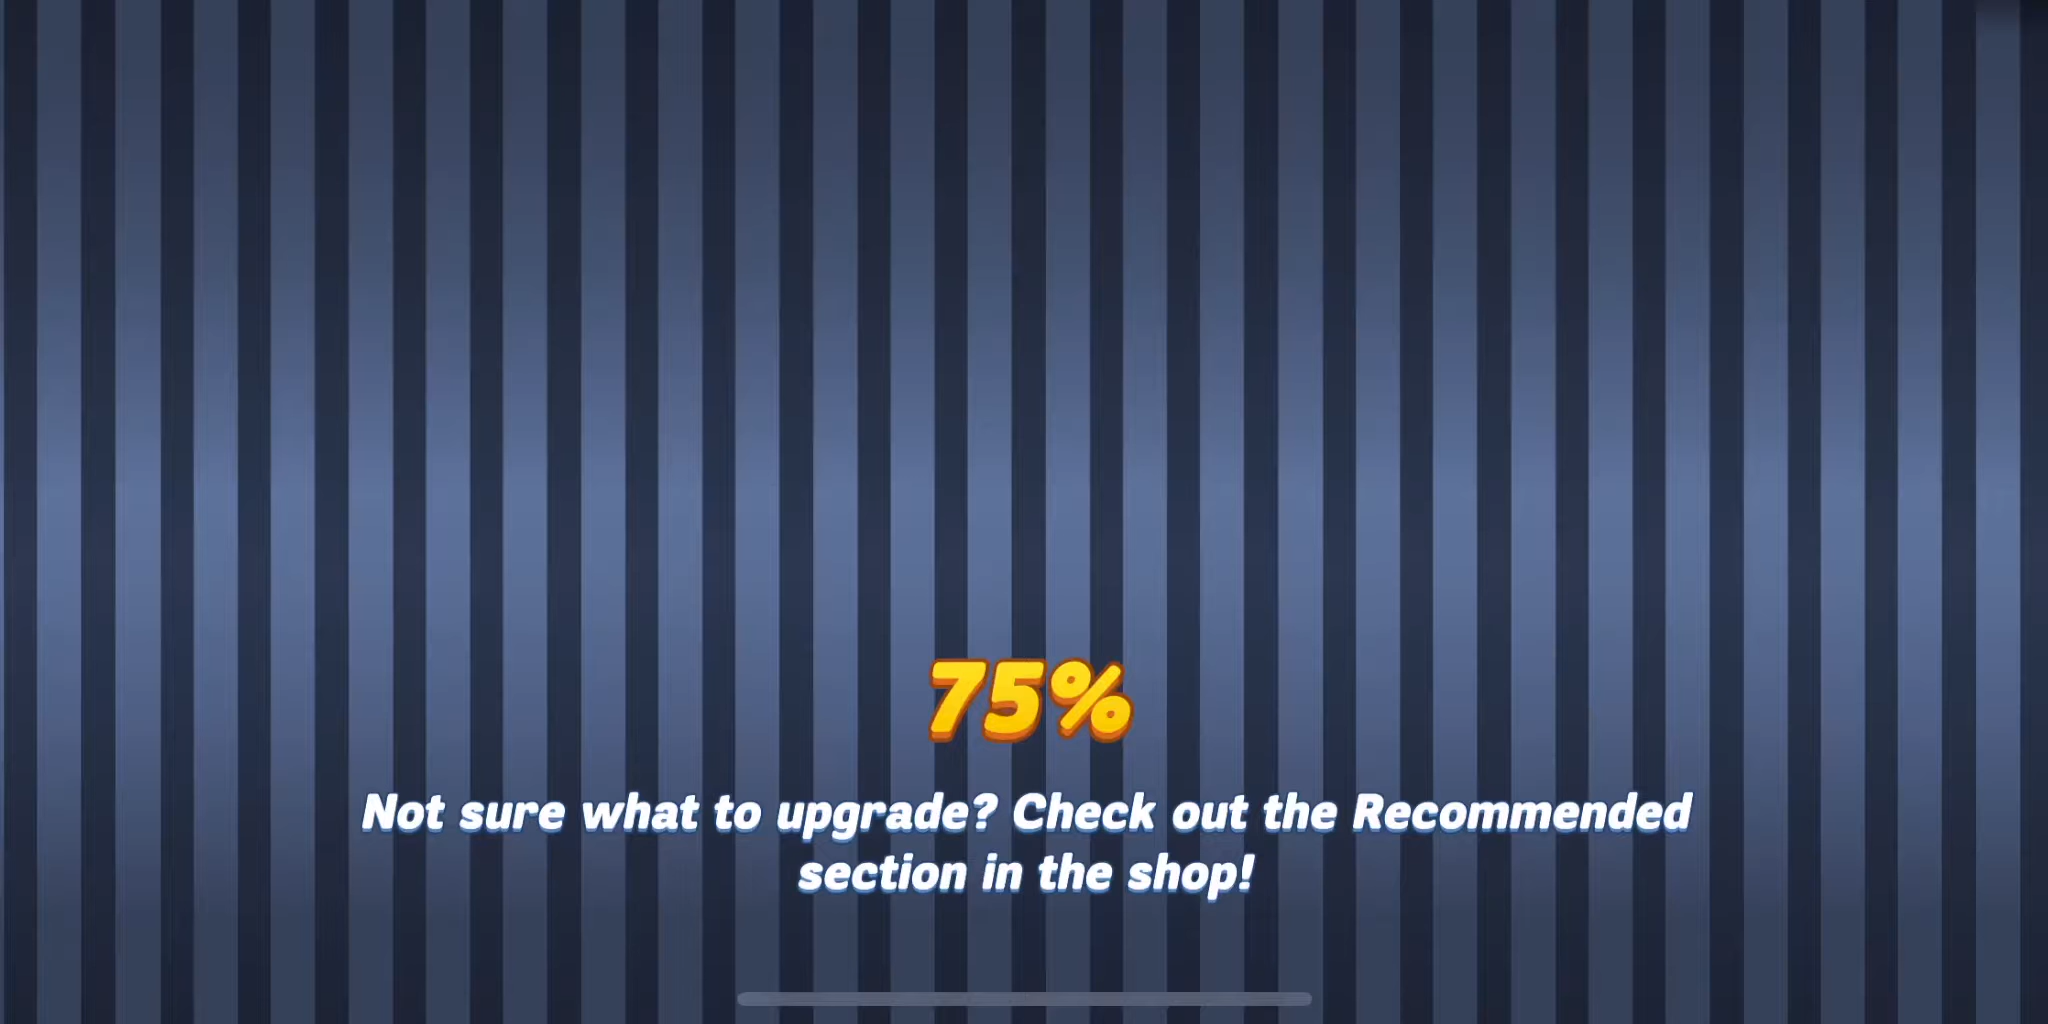 75%
Not sure what to upgrade? Check out the Recommended
section in the shop!